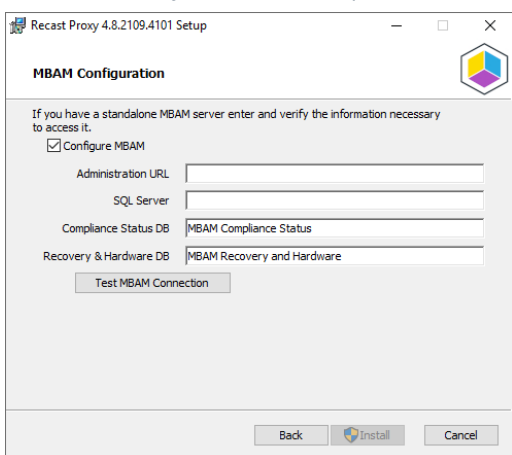 Recast Proxy 4.8.2109.4101 Setup
MBAM Configuration
If you have a standalone MBAM server enter and verify the information necessary
to access it.
Configure MBAM
Administration URL
SQL Server
Compliance Status DB MBAM Compliance Status
Recovery & Hardware DB MBAM Recovery and Hardware
Test MBAM Connection
Back Install Cancel